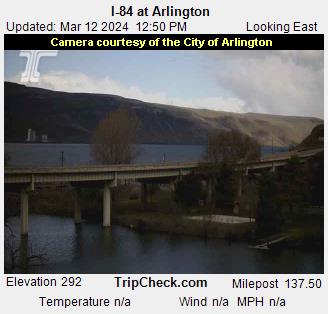 I-84 at Arlington
Updated: Mar 12 2024 12:50 PM Looking East
Camera courtesy of the City of Arlington
Elevation 292 TripCheck.com Milepost 137.50
Temperature n/a Wind n/a MPH n/a